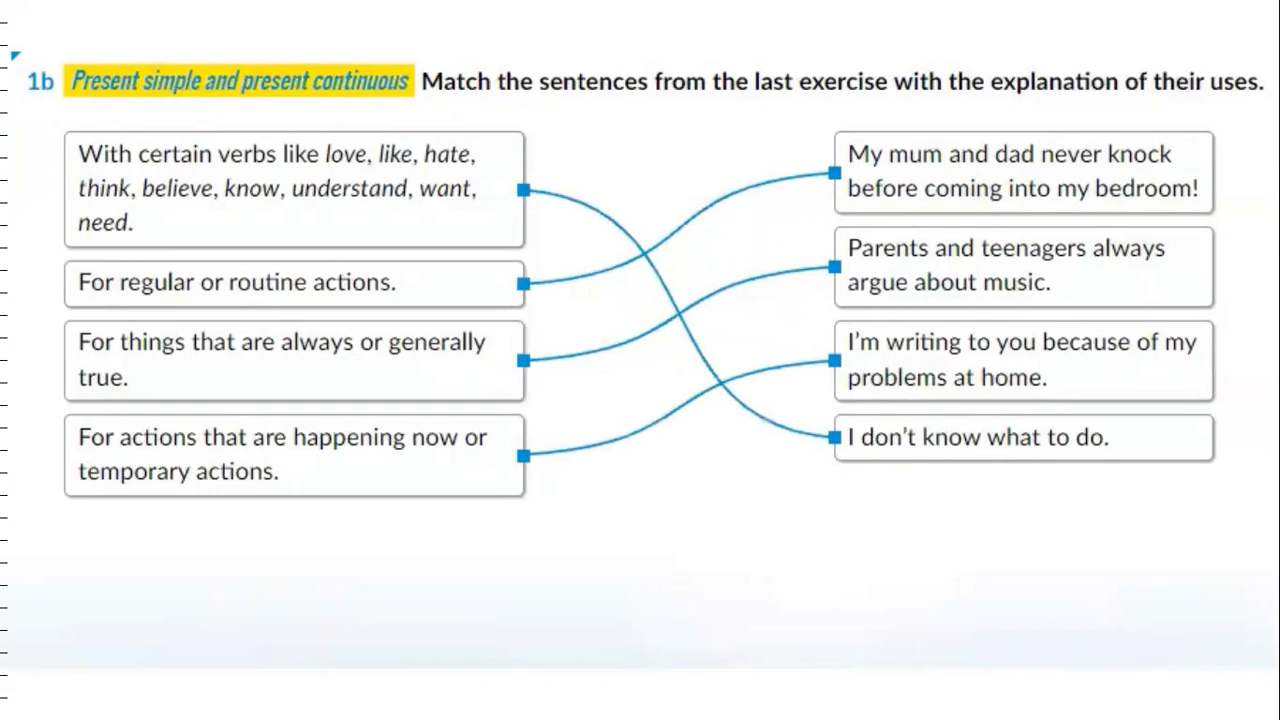 1b Present simple and present continuous Match the sentences from the last exercise with the explanation of their uses.
With certain verbs like love, like, hate,
think, believe, know, understand, want,
need.
For regular or routine actions.
For things that are always or generally
true.
For actions that are happening now or
temporary actions.
My mum and dad never knock
before coming into my bedroom!
Parents and teenagers always
argue about music.
I'm writing to you because of my
problems at home.
I don't know what to do.